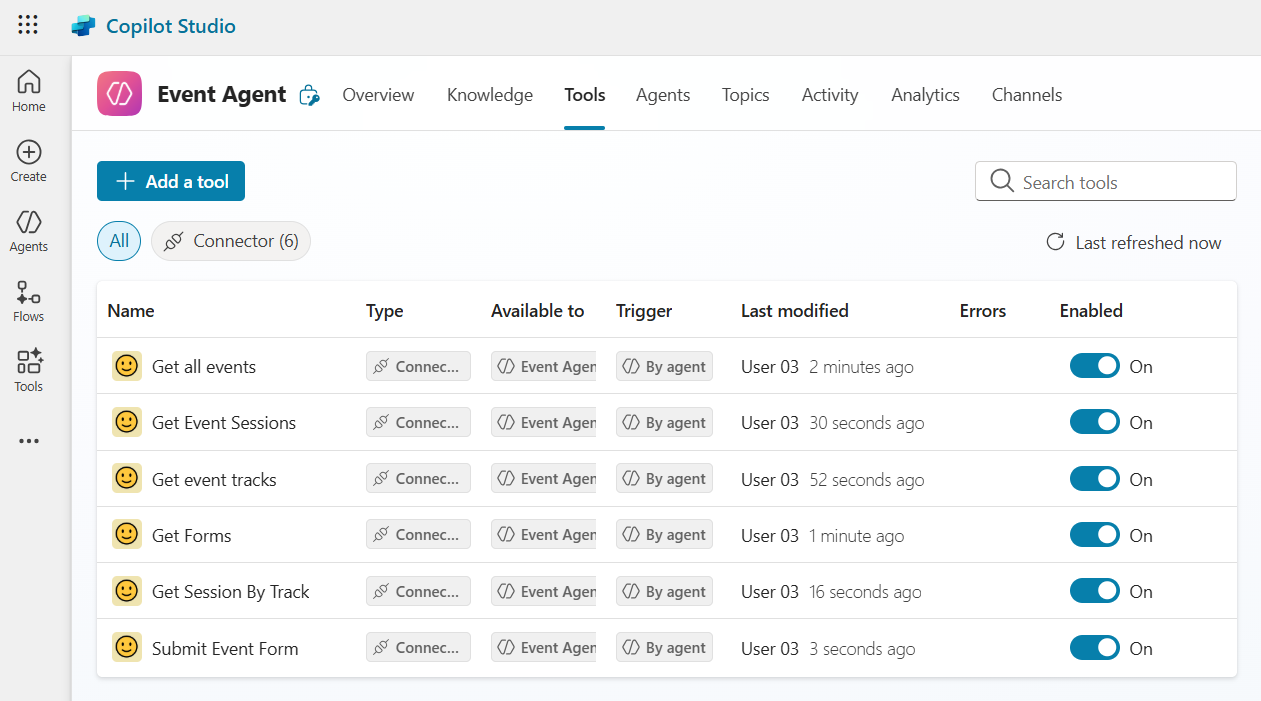 Copilot Studio
Home
Create
Agents
Flows
Tools
Event Agent Overview Knowledge Tools Agents Topics Activity Analytics Channels
Add a tool Search tools
All Connector (6) Last refreshed now
Name Type Available to Trigger Last modified Errors Enabled
Get all events Connec... Event Agen By agent User 03 2 minutes ago On
Get Event Sessions Connec... Event Agen By agent User 03 30 seconds ago On
Get event tracks Connec... Event Agen By agent User 03 52 seconds ago On
Get Forms Connec... Event Agen By agent User 03 1 minute ago On
Get Session By Track Connec... Event Agen By agent User 03 16 seconds ago On
Submit Event Form Connec... Event Agen By agent User 03 3 seconds ago On